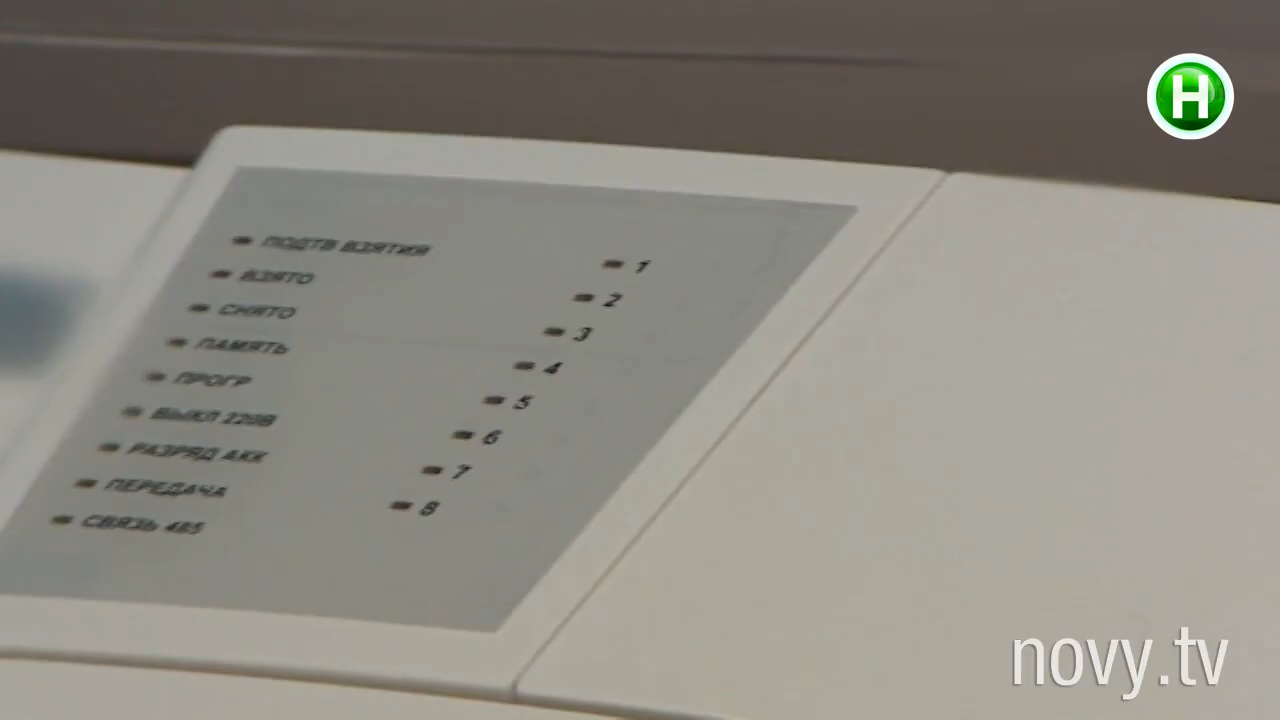 H
ПОДТВ ВЗЯТИЯ
ВЗЯТО
СНЯТО
ПАМЯТЬ
ПРОГР
ВЫКЛ 220В
РАЗРЯД АКК
ПЕРЕДАЧА
СВЯЗЬ 485
1
2
3
4
5
6
7
8
novy.tv